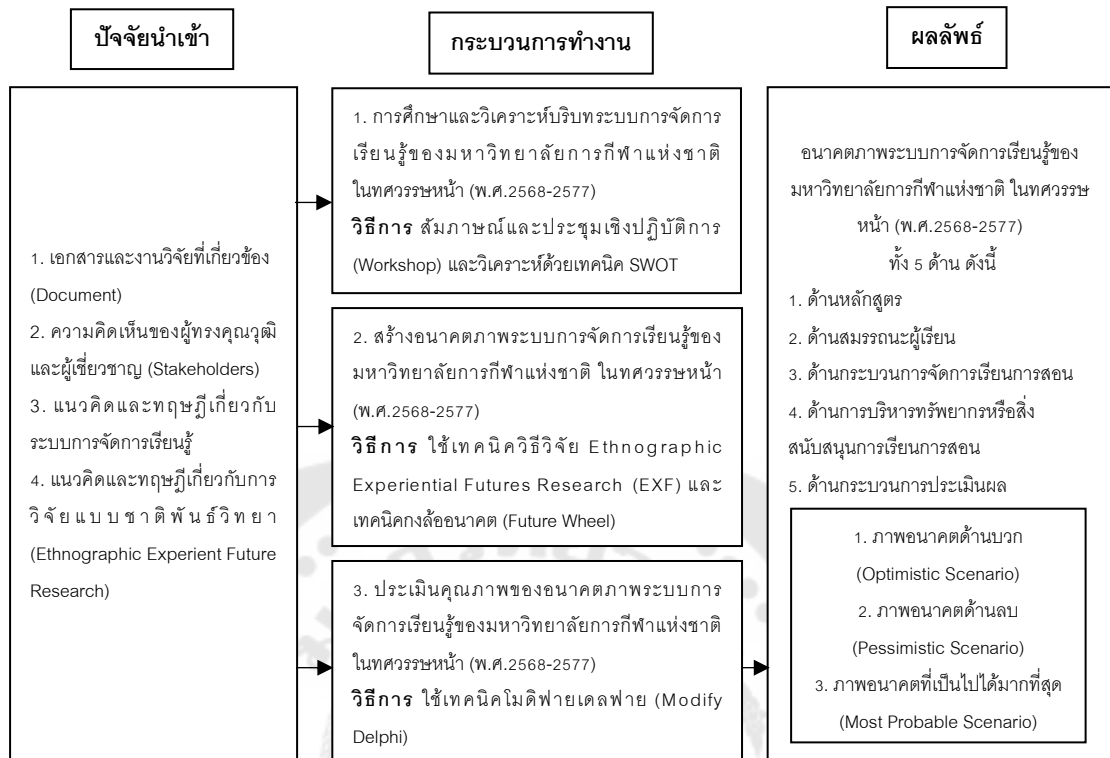 ปัจจัยนำเข้า
1. เอกสารและงานวิจัยที่เกี่ยวข้อง
(Document)
2. ความคิดเห็นของผู้ทรงคุณวุฒิ
และผู้เชี่ยวชาญ (Stakeholders)
3. แนวคิดและทฤษฎีเกี่ยวกับ
ระบบการจัดการเรียนรู้
4. แนวคิดและทฤษฎีเกี่ยวกับการ
วิจัยแบบชาติพันธ์วิทยา
(Ethnographic Experient Future
Research)
กระบวนการทำงาน
1. การศึกษาและวิเคราะห์บริบทระบบการจัดการ
เรียนรู้ของมหาวิทยาลัยการกีฬาแห่งชาติ
ในทศวรรษหน้า (พ.ศ.2568-2577)
วิธีการ สัมภาษณ์และประชุมเชิงปฏิบัติการ
(Workshop) และวิเคราะห์ด้วยเทคนิค SWOT
2. สร้างอนาคตภาพระบบการจัดการเรียนรู้ของ
มหาวิทยาลัยการกีฬาแห่งชาติ ในทศวรรษหน้า
(พ.ศ.2568-2577)
วิธีการ ใช้เทคนิควิธีวิจัย Ethnographic
Experiential Futures Research (EXF) และ
เทคนิคกงล้ออนาคต (Future Wheel)
3. ประเมินคุณภาพของอนาคตภาพระบบการ
จัดการเรียนรู้ของมหาวิทยาลัยการกีฬาแห่งชาติ
ในทศวรรษหน้า (พ.ศ.2568-2577)
วิธีการ ใช้เทคนิคโมดิฟายเดลฟาย (Modify
Delphi)
ผลลัพธ์
อนาคตภาพระบบการจัดการเรียนรู้ของ
มหาวิทยาลัยการกีฬาแห่งชาติ ในทศวรรษ
หน้า (พ.ศ.2568-2577)
ทั้ง 5 ด้าน ดังนี้
1. ด้านหลักสูตร
2. ด้านสมรรถนะผู้เรียน
3. ด้านกระบวนการจัดการเรียนการสอน
4. ด้านการบริหารทรัพยากรหรือสิ่ง
สนับสนุนการเรียนการสอน
5. ด้านกระบวนการประเมินผล
1. ภาพอนาคตด้านบวก
(Optimistic Scenario)
2. ภาพอนาคตด้านลบ
(Pessimistic Scenario)
3. ภาพอนาคตที่เป็นไปได้มากที่สุด
(Most Probable Scenario)